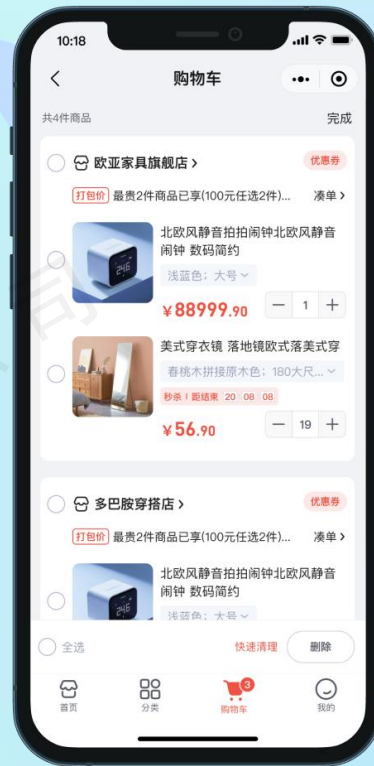 10:18
购物车
共4件商品
完成
欧亚家具旗舰店
优惠券
打包价 最贵2件商品已享(100元任选2件)... 凑单
北欧风静音拍拍闹钟北欧风静音
闹钟 数码简约
浅蓝色；大号
¥88999.90
1
美式穿衣镜 落地镜欧式落美式穿
春桃木拼接原木色；180大尺...
秒杀 距结束 20 : 08 : 08
¥56.90
19
多巴胺穿搭店
优惠券
打包价 最贵2件商品已享(100元任选2件)... 凑单
北欧风静音拍拍闹钟北欧风静音
闹钟 数码简约
浅蓝色；大号
全选
快速清理
删除
3
首页
分类
购物车
我的